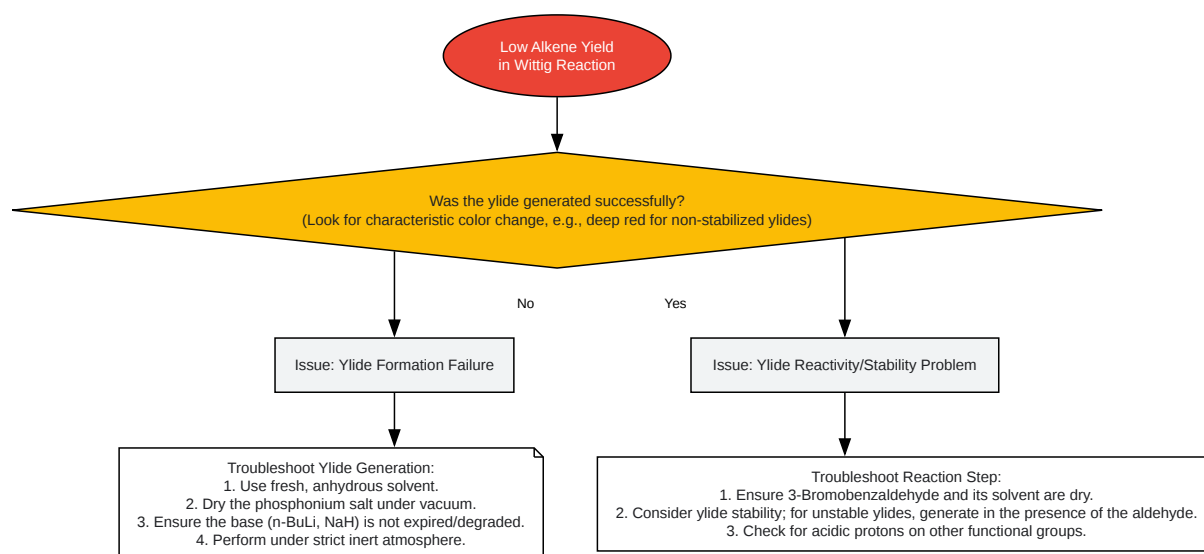 Low Alkene Yield
in Wittig Reaction
Was the ylide generated successfully?
(Look for characteristic color change, e.g., deep red for non-stabilized ylides)
No
Yes
Issue: Ylide Formation Failure
Issue: Ylide Reactivity/Stability Problem
Troubleshoot Ylide Generation:
1. Use fresh, anhydrous solvent.
2. Dry the phosphonium salt under vacuum.
3. Ensure the base (n-BuLi, NaH) is not expired/degraded.
4. Perform under strict inert atmosphere.
Troubleshoot Reaction Step:
1. Ensure 3-Bromobenzaldehyde and its solvent are dry.
2. Consider ylide stability; for unstable ylides, generate in the presence of the aldehyde.
3. Check for acidic protons on other functional groups.